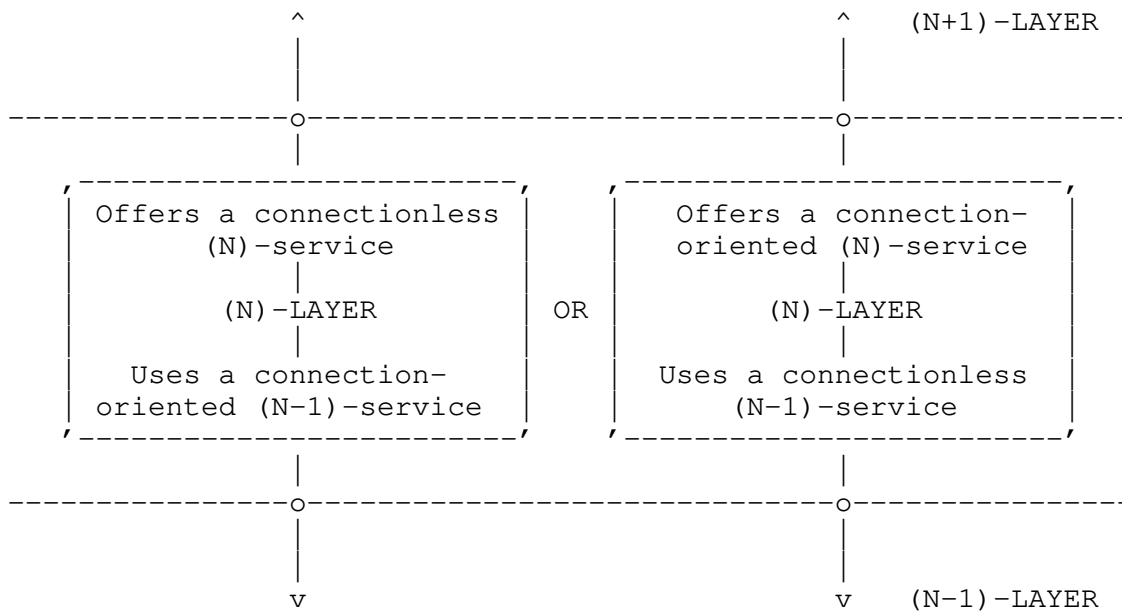 (N+1)-LAYER
Offers a connectionless
(N)-service
(N)-LAYER
Uses a connection-
oriented (N-1)-service
OR
Offers a connection-
oriented (N)-service
(N)-LAYER
Uses a connectionless
(N-1)-service
(N-1)-LAYER